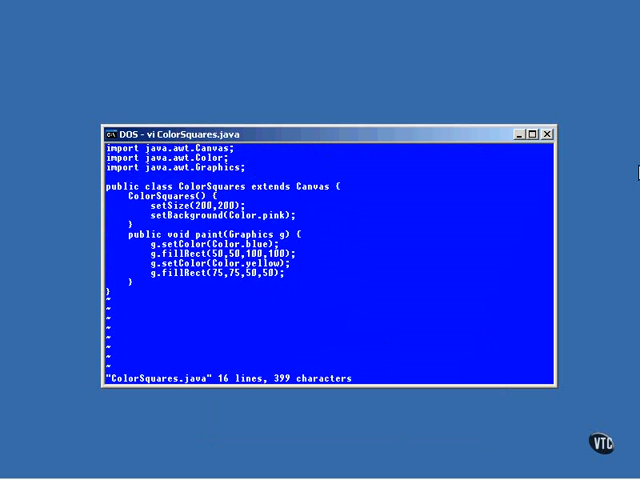 DOS - vi ColorSquares.java
import java.awt.Canvas;
import java.awt.Color;
import java.awt.Graphics;
public class ColorSquares extends Canvas {
ColorSquares() {
setSize(200,200);
setBackground(Color.pink);
}
public void paint(Graphics g) {
g.setColor(Color.blue);
g.fillRect(50,50,100,100);
g.setColor(Color.yellow);
g.fillRect(75,75,50,50);
}
}
~
~
~
~
~
~
~
~
"ColorSquares.java" 16 lines, 399 characters
VTC